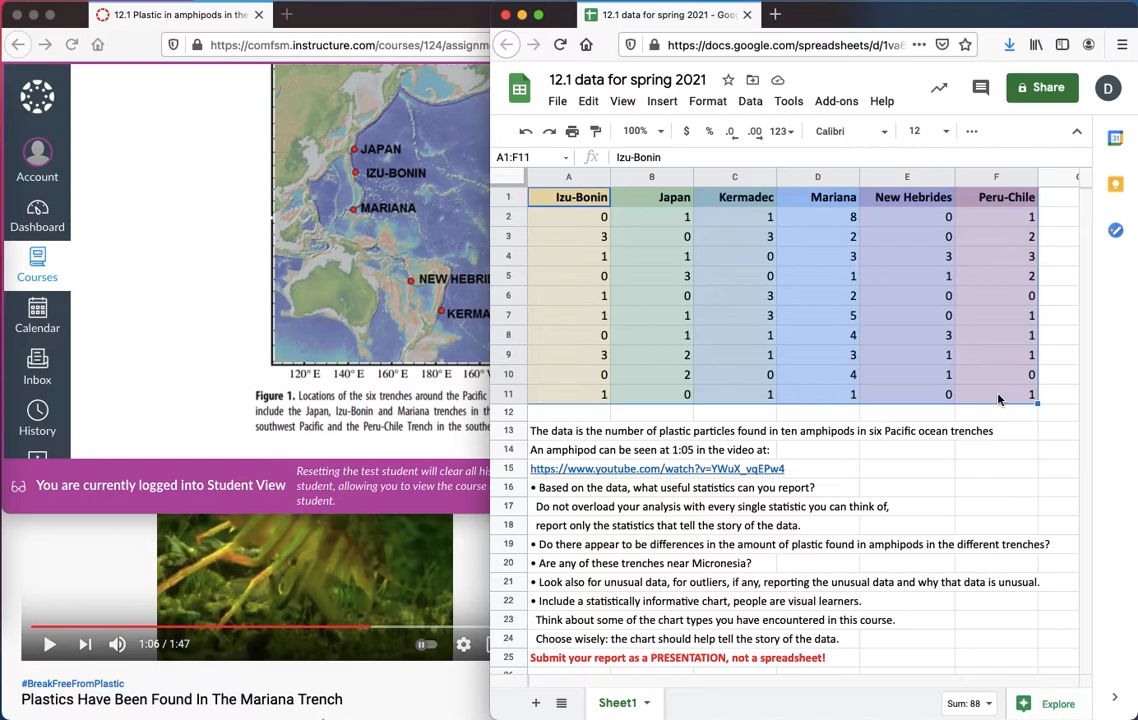 12.1 Plastic in amphipods in the
https://comfsm.instructure.com/courses/124/assignm
Account
Dashboard
Courses
Calendar
Inbox
History
JAPAN
IZU-BONIN
MARIANA
NEW HEBRI
KERMA
120° E 140° E 160° E 180° E 160°
Figure 1. Locations of the six trenches around the Pacific
include the Japan, Izu-Bonin and Mariana trenches in th
southwest Pacific and the Peru-Chile Trench in the southe
You are currently logged into Student View
Resetting the test student will clear all his
student, allowing you to view the course
student.
1:06 / 1:47
#BreakFreeFromPlastic
Plastics Have Been Found In The Mariana Trench
12.1 data for spring 2021 - Goo
https://docs.google.com/spreadsheets/d/1va6
12.1 data for spring 2021
Share
D
File Edit View Insert Format Data Tools Add-ons Help
100% $ % .0 .00 123 Calibri 12
31
A1:F11 fx Izu-Bonin
A B C D E F
1 Izu-Bonin Japan Kermadec Mariana New Hebrides Peru-Chile
2 0 1 1 8 0 1
3 3 0 3 2 0 2
4 1 1 0 3 3 3
5 0 3 0 1 1 2
6 1 0 3 2 0 0
7 1 1 3 5 0 1
8 0 1 1 4 3 1
9 3 2 1 3 1 1
10 0 2 0 4 1 0
11 1 0 1 1 0 1
12
13 The data is the number of plastic particles found in ten amphipods in six Pacific ocean trenches
14 An amphipod can be seen at 1:05 in the video at:
15 https://www.youtube.com/watch?v=YWuX_vqEPw4
16 • Based on the data, what useful statistics can you report?
17 Do not overload your analysis with every single statistic you can think of,
18 report only the statistics that tell the story of the data.
19 • Do there appear to be differences in the amount of plastic found in amphipods in the different trenches?
20 • Are any of these trenches near Micronesia?
21 • Look also for unusual data, for outliers, if any, reporting the unusual data and why that data is unusual.
22 • Include a statistically informative chart, people are visual learners.
23 Think about some of the chart types you have encountered in this course.
24 Choose wisely: the chart should help tell the story of the data.
25 Submit your report as a PRESENTATION, not a spreadsheet!
Sheet1
Sum: 88
Explore